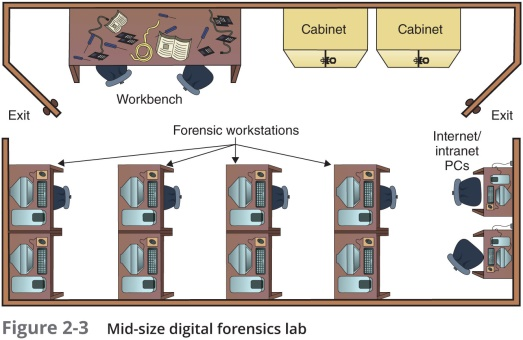 Cabinet
Cabinet
Workbench
Exit
Exit
Forensic workstations
Internet/
intranet
PCs
Figure 2-3 Mid-size digital forensics lab